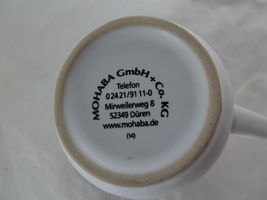 MOHABA GmbH + Co. KG
Telefon
0 24 21/91 11-0
Mirweilerweg 8
52349 Düren
www.mohaba.de
(14)